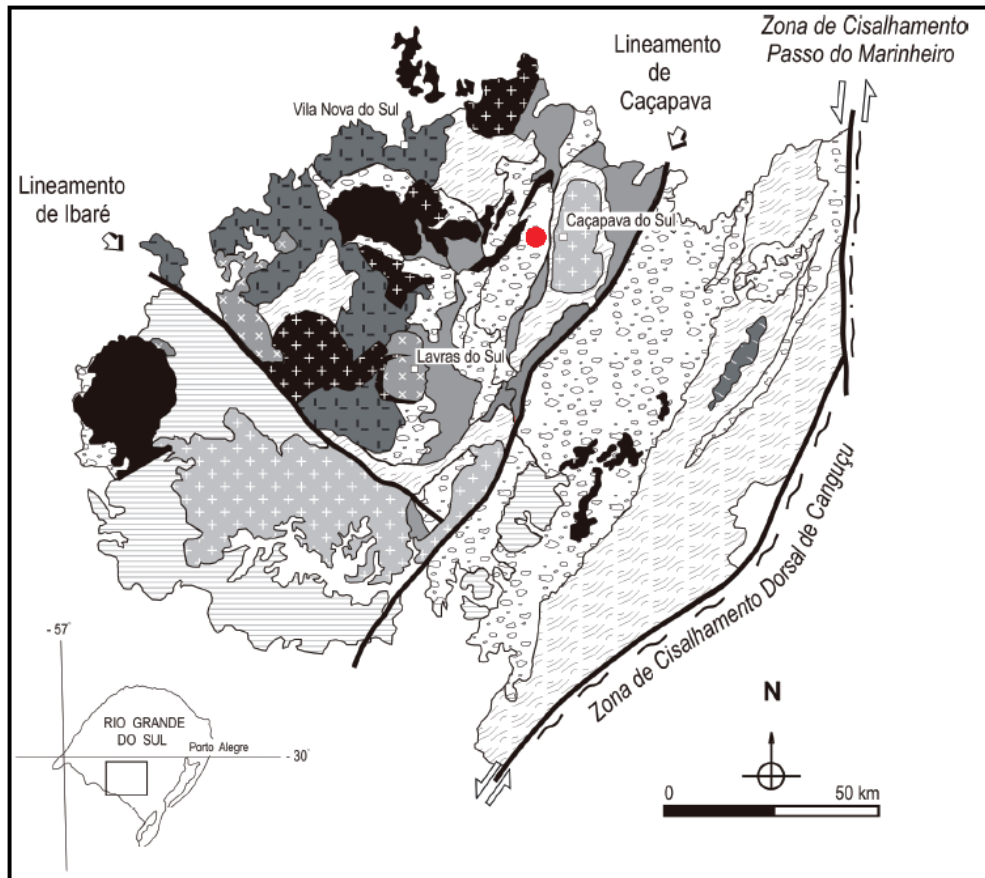 Zona de Cisalhamento
Passo do Marinheiro
Lineamento
de
Caçapava
Vila Nova do Sul
Lineamento
de Ibaré
Caçapava do Sul
Lavras do Sul
Zona de Cisalhamento Dorsal de Canguçu
- 57°
RIO GRANDE
DO SUL
Porto Alegre
- 30°
N
0 50 km